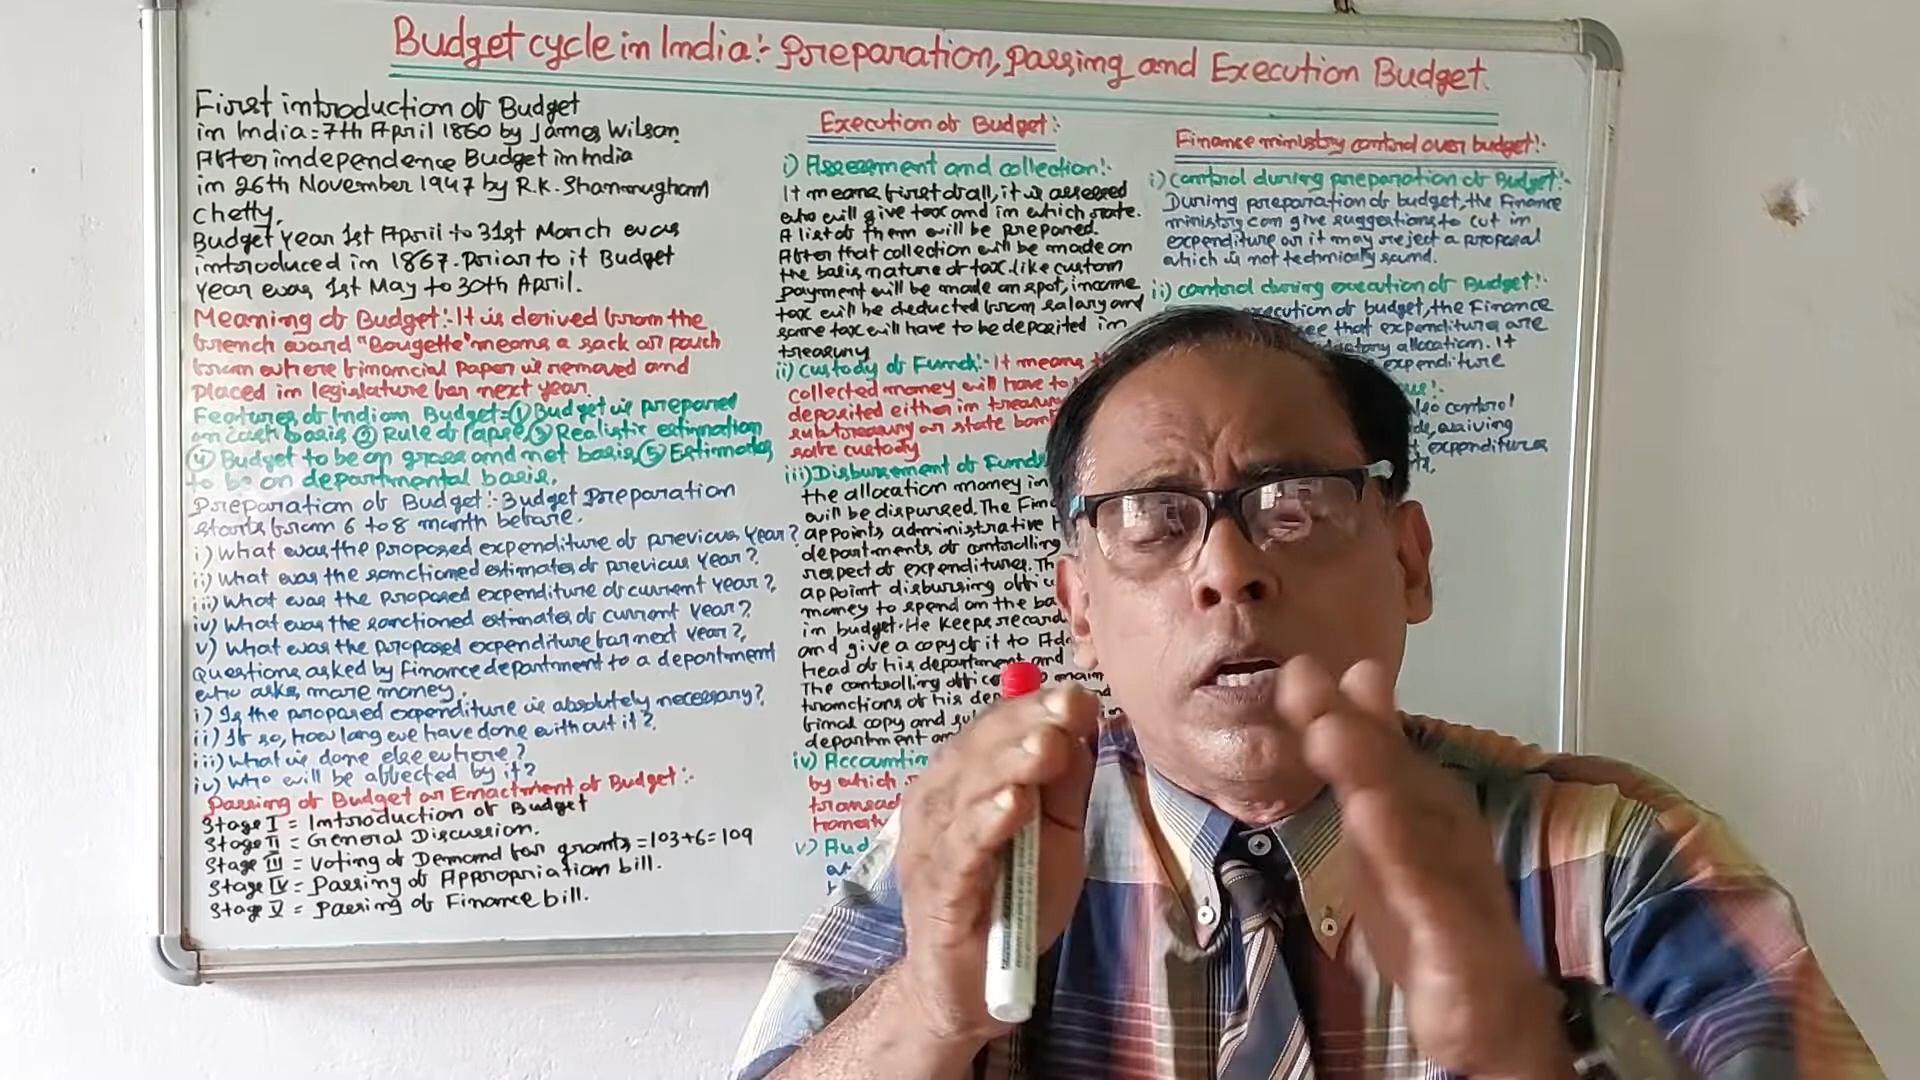 Budget cycle in India:- Preparation, Passing and Execution Budget.
First introduction of Budget
in India:7th April 1860 by James Wilson.
After independence Budget in India
in 26th November 1947 by R.K. Shanmugham
chetty.
Budget year 1st April to 31st March was
introduced in 1867. Prior to it Budget
year was 1st May to 30th April.
Meaning of Budget:- It is derived from the
french word "Bougette" means a sack or pouch
from where financial paper is removed and
placed in legislature for next year.
Features of Indian Budget:- ① Budget is prepared
on cash basis ② Rule of lapse, ③ Realistic estimation
④ Budget to be on gross and net basis, ⑤ Estimates
to be on departmental basis.
Preparation of Budget:- Budget Preparation
starts from 6 to 8 month before.
i) What was the proposed expenditure of previous year?
ii) What was the sanctioned estimates of previous year?
iii) What was the proposed expenditure of current year?
iv) What was the sanctioned estimates of current year?
v) What was the proposed expenditure for next year?
Questions asked by finance department to a department
who asks more money.
i) Is the proposed expenditure is absolutely necessary?
ii) If so, how long we have done without it?
iii) What is done elsewhere?
iv) Who will be affected by it?
Passing of Budget or Enactment of Budget:-
Stage I = Introduction of Budget
Stage II = General Discussion.
Stage III = Voting of Demand for grants = 103+6=109
Stage IV = Passing of Appropriation bill.
Stage V = Passing of Finance bill.
Execution of Budget:
i) Assessment and collection:-
It means first of all, it is assessed
who will give tax and in which state.
A list of them will be prepared.
After that collection will be made on
the basis nature of tax like custom
payment will be made on spot, income
tax will be deducted from salary and
some tax will have to be deposited in
treasury
ii) Custody of Fund:- It means
collected money will have to
deposited either in treasury
subtreasury or state bank
safe custody
iii) Disbursement of Funds
the allocation money in
will be dispursed. The
appoints administrative
departments of controlling
respect of expenditures.
appoint disbursing
money to spend on the
in budget. He keeps record
and give a copy of it to
head of his department and
The controlling
tranctions of his
final copy and
department
iv)
by which
v)
Finance ministry control over budget:-
i) Control during preparation of Budget:-
During preparation of budget, the Finance
ministry can give suggestions to cut in
expenditure or it may reject a proposal
which is not technically sound.
ii) Control during execution of Budget:-
of budget, the Finance
see that expenditure are
allocation. It
expenditure
control
expenditures